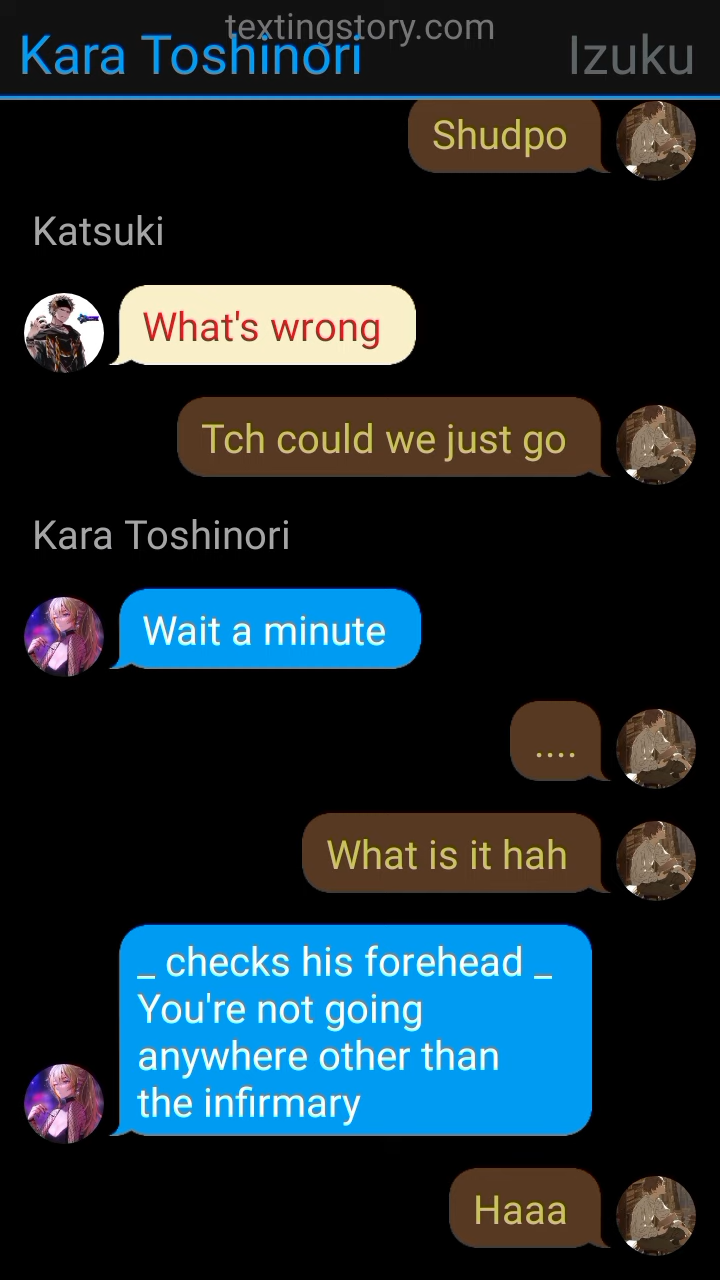 textingstory.com
Kara Toshinori
Izuku
Shudpo
Katsuki
What's wrong
Tch could we just go
Kara Toshinori
Wait a minute
....
What is it hah
_ checks his forehead _
You're not going
anywhere other than
the infirmary
Haaa